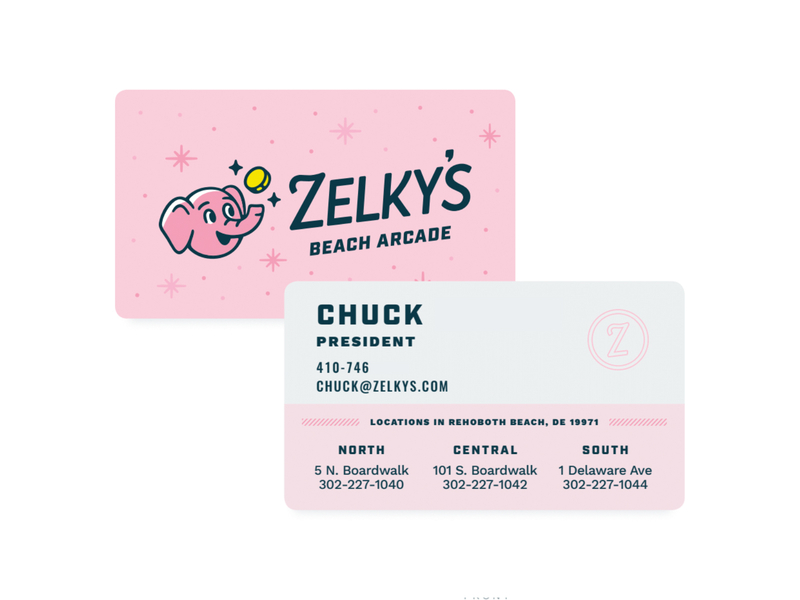 ZELKY'S
BEACH ARCADE
CHUCK
PRESIDENT
410-746
CHUCK@ZELKYS.COM
Z
LOCATIONS IN REHOBOTH BEACH, DE 19971
NORTH
5 N. Boardwalk
302-227-1040
CENTRAL
101 S. Boardwalk
302-227-1042
SOUTH
1 Delaware Ave
302-227-1044